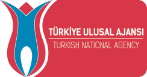 TÜRKİYE ULUSAL AJANSI
TURKISH NATIONAL AGENCY